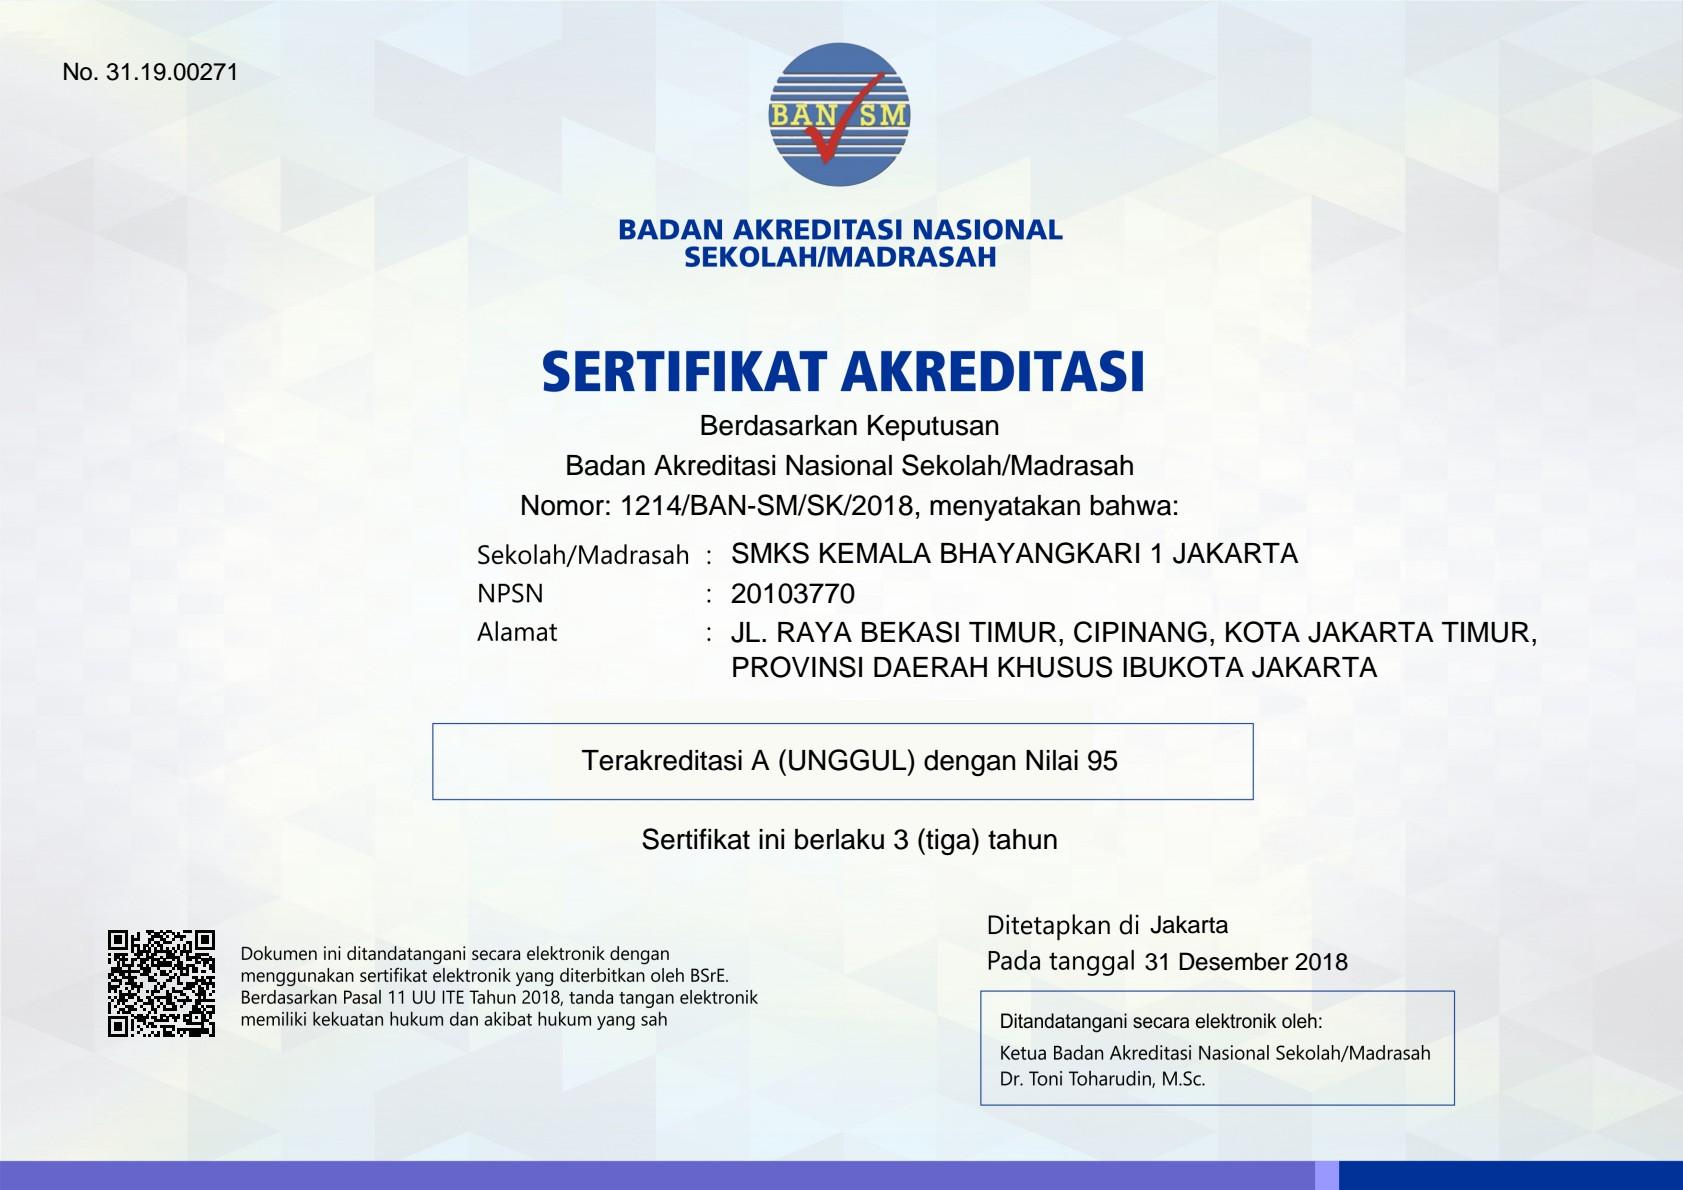 No. 31.19.00271
BAN SM
BADAN AKREDITASI NASIONAL
SEKOLAH/MADRASAH
SERTIFIKAT AKREDITASI
Berdasarkan Keputusan
Badan Akreditasi Nasional Sekolah/Madrasah
Nomor: 1214/BAN-SM/SK/2018, menyatakan bahwa:
Sekolah/Madrasah : SMKS KEMALA BHAYANGKARI 1 JAKARTA
NPSN : 20103770
Alamat : JL. RAYA BEKASI TIMUR, CIPINANG, KOTA JAKARTA TIMUR,
PROVINSI DAERAH KHUSUS IBUKOTA JAKARTA
Terakreditasi A (UNGGUL) dengan Nilai 95
Sertifikat ini berlaku 3 (tiga) tahun
Dokumen ini ditandatangani secara elektronik dengan
menggunakan sertifikat elektronik yang diterbitkan oleh BSrE.
Berdasarkan Pasal 11 UU ITE Tahun 2018, tanda tangan elektronik
memiliki kekuatan hukum dan akibat hukum yang sah
Ditetapkan di Jakarta
Pada tanggal 31 Desember 2018
Ditandatangani secara elektronik oleh:
Ketua Badan Akreditasi Nasional Sekolah/Madrasah
Dr. Toni Toharudin, M.Sc.